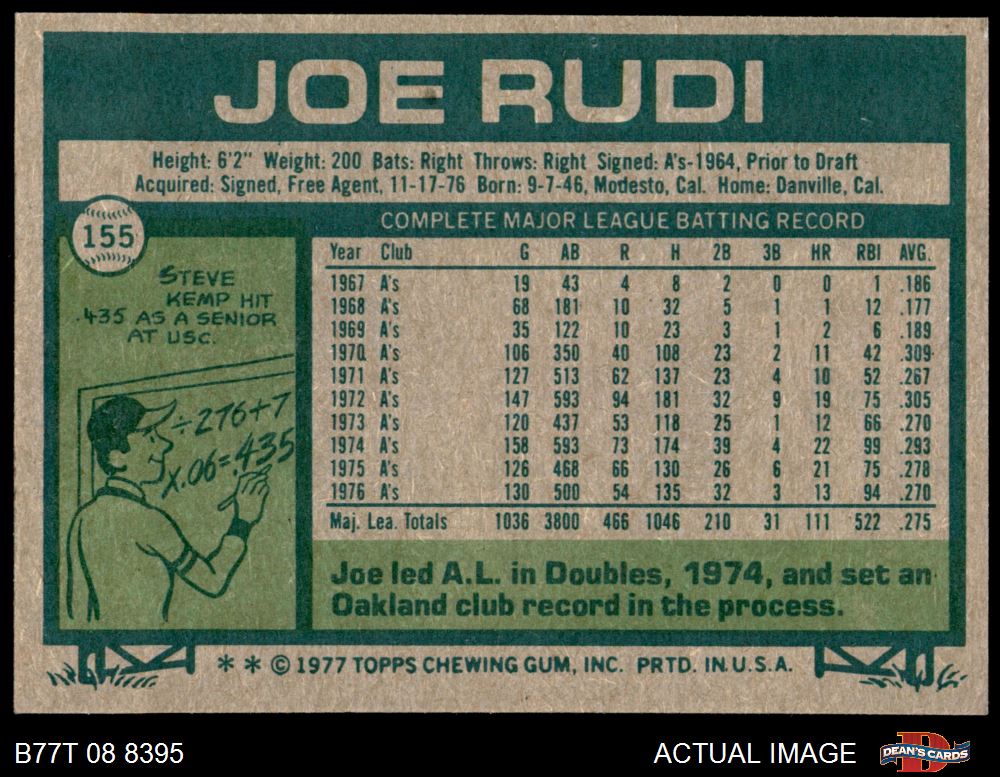 JOE RUDI
Height: 6'2" Weight: 200 Bats: Right Throws: Right Signed: A's-1964, Prior to Draft
Acquired: Signed, Free Agent, 11-17-76 Born: 9-7-46, Modesto, Cal. Home: Danville, Cal.
155
STEVE
KEMP HIT
.435 AS A SENIOR
AT USC.
÷276+7
X.06=.435
COMPLETE MAJOR LEAGUE BATTING RECORD
Year Club G AB R H 2B 3B HR RBI AVG.
1967 A's 19 43 4 8 2 0 0 1 .186
1968 A's 68 181 10 32 5 1 1 12 .177
1969 A's 35 122 10 23 3 1 2 6 .189
1970 A's 106 350 40 108 23 2 11 42 .309
1971 A's 127 513 62 137 23 4 10 52 .267
1972 A's 147 593 94 181 32 9 19 75 .305
1973 A's 120 437 53 118 25 1 12 66 .270
1974 A's 158 593 73 174 39 4 22 99 .293
1975 A's 126 468 66 130 26 6 21 75 .278
1976 A's 130 500 54 135 32 3 13 94 .270
Maj. Lea. Totals 1036 3800 466 1046 210 31 111 522 .275
Joe led A.L. in Doubles, 1974, and set an
Oakland club record in the process.
* * © 1977 TOPPS CHEWING GUM, INC. PRTD. IN U.S.A.
B77T 08 8395
ACTUAL IMAGE
DEAN'S CARDS